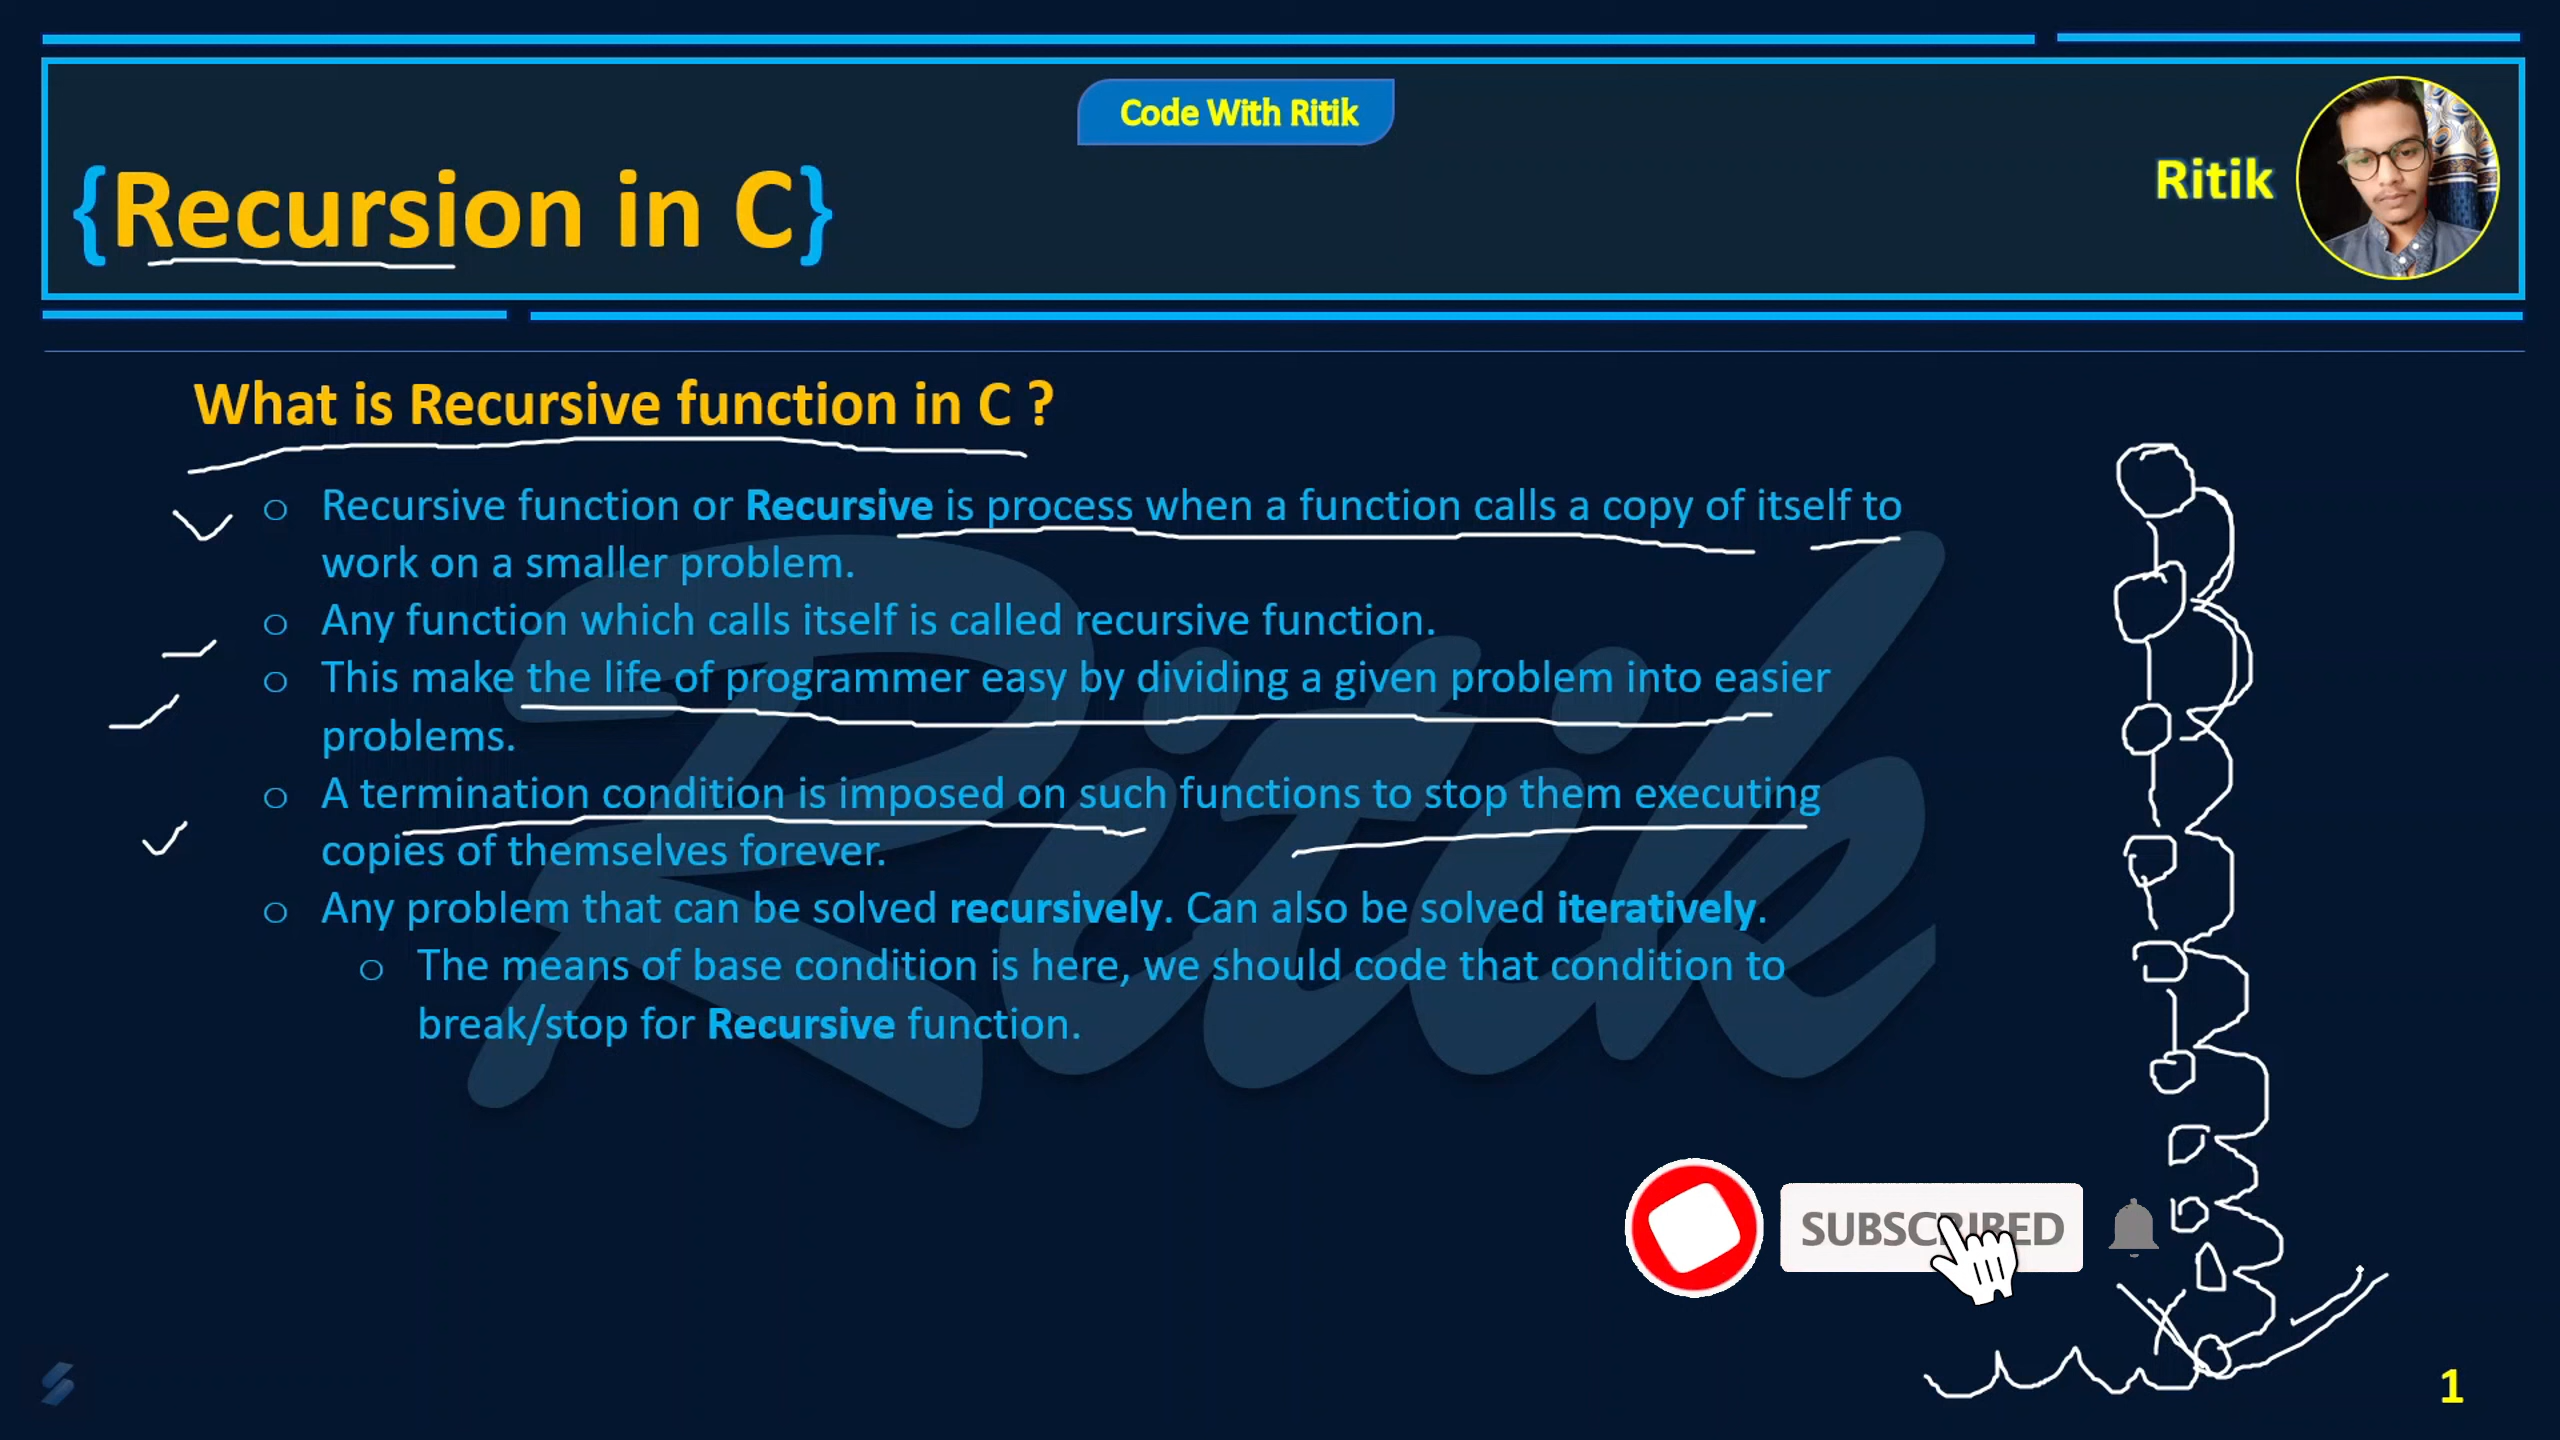 Code With Ritik
{Recursion in C}
Ritik
What is Recursive function in C ?
Recursive function or Recursive is process when a function calls a copy of itself to
work on a smaller problem.
Any function which calls itself is called recursive function.
This make the life of programmer easy by dividing a given problem into easier
problems.
A termination condition is imposed on such functions to stop them executing
copies of themselves forever.
Any problem that can be solved recursively. Can also be solved iteratively.
The means of base condition is here, we should code that condition to
break/stop for Recursive function.
Ritik
SUBSCRIBED
1